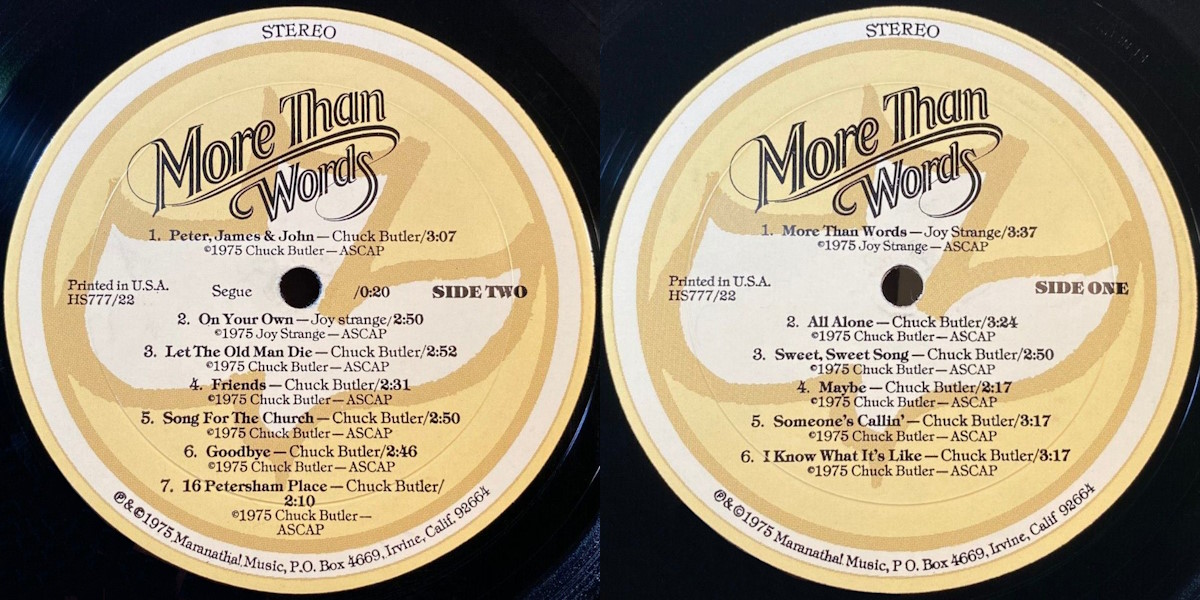 STEREO
More Than
Words
1. Peter, James & John — Chuck Butler/3:07
©1975 Chuck Butler — ASCAP
Printed in U.S.A.
HS777/22
Segue /0:20
SIDE TWO
2. On Your Own — Joy strange/2:50
©1975 Joy Strange — ASCAP
3. Let The Old Man Die — Chuck Butler/2:52
©1975 Chuck Butler — ASCAP
4. Friends — Chuck Butler/2:31
©1975 Chuck Butler — ASCAP
5. Song For The Church — Chuck Butler/2:50
©1975 Chuck Butler — ASCAP
6. Goodbye — Chuck Butler/2:46
©1975 Chuck Butler — ASCAP
7. 16 Petersham Place — Chuck Butler/
2:10
©1975 Chuck Butler —
ASCAP
℗&©1975 Maranatha! Music, P.O. Box 4669, Irvine, Calif. 92664
STEREO
More Than
Words
1. More Than Words — Joy Strange/3:37
©1975 Joy Strange — ASCAP
Printed in U.S.A.
HS777/22
SIDE ONE
2. All Alone — Chuck Butler/3:24
©1975 Chuck Butler — ASCAP
3. Sweet, Sweet Song — Chuck Butler/2:50
©1975 Chuck Butler — ASCAP
4. Maybe — Chuck Butler/2:17
©1975 Chuck Butler — ASCAP
5. Someone's Callin' — Chuck Butler/3:17
©1975 Chuck Butler — ASCAP
6. I Know What It's Like — Chuck Butler/3:17
©1975 Chuck Butler — ASCAP
℗&©1975 Maranatha! Music, P O. Box 4669, Irvine, Calif 92664